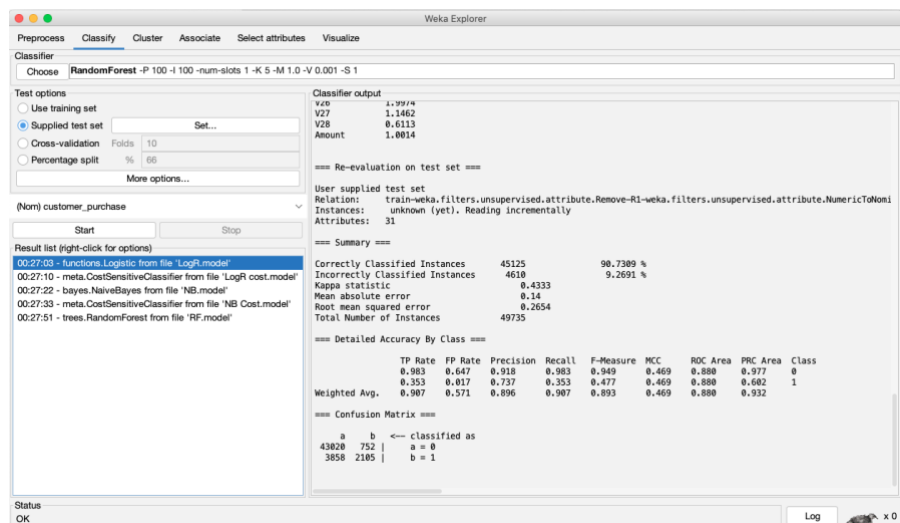 Weka Explorer
Preprocess Classify Cluster Associate Select attributes Visualize
Classifier
Choose RandomForest -P 100 -I 100 -num-slots 1 -K 5 -M 1.0 -V 0.001 -S 1
Test options
Use training set
Supplied test set Set...
Cross-validation Folds 10
Percentage split % 66
More options...
(Nom) customer_purchase
Start Stop
Result list (right-click for options)
00:27:03 - functions.Logistic from file 'LogR.model'
00:27:10 - meta.CostSensitiveClassifier from file 'LogR cost.model'
00:27:22 - bayes.NaiveBayes from file 'NB.model'
00:27:33 - meta.CostSensitiveClassifier from file 'NB Cost.model'
00:27:51 - trees.RandomForest from file 'RF.model'
Classifier output
V26 1.9974
V27 1.1462
V28 0.6113
Amount 1.0014
=== Re-evaluation on test set ===
User supplied test set
Relation: train-weka.filters.unsupervised.attribute.Remove-R1-weka.filters.unsupervised.attribute.NumericToNomi
Instances: unknown (yet). Reading incrementally
Attributes: 31
=== Summary ===
Correctly Classified Instances 45125 90.7309 %
Incorrectly Classified Instances 4610 9.2691 %
Kappa statistic 0.4333
Mean absolute error 0.14
Root mean squared error 0.2654
Total Number of Instances 49735
=== Detailed Accuracy By Class ===
TP Rate FP Rate Precision Recall F-Measure MCC ROC Area PRC Area Class
0.983 0.647 0.918 0.983 0.949 0.469 0.880 0.977 0
0.353 0.017 0.737 0.353 0.477 0.469 0.880 0.602 1
Weighted Avg. 0.907 0.571 0.896 0.907 0.893 0.469 0.880 0.932
=== Confusion Matrix ===
a b <-- classified as
43020 752 | a = 0
3858 2105 | b = 1
Status
OK
Log
x 0